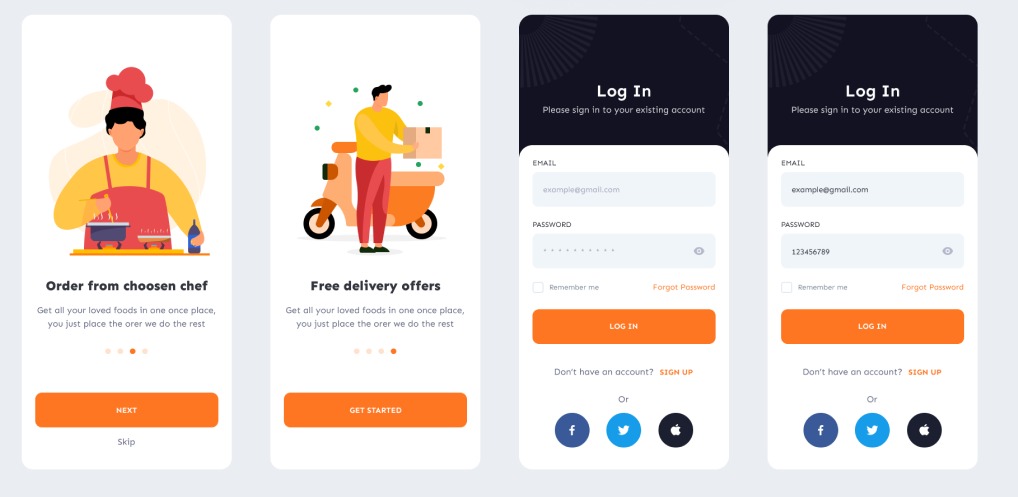 Order from choosen chef
Get all your loved foods in one once place,
you just place the orer we do the rest
NEXT
Skip
Free delivery offers
Get all your loved foods in one once place,
you just place the orer we do the rest
GET STARTED
Log In
Please sign in to your existing account
EMAIL
example@gmail.com
PASSWORD
Remember me
Forgot Password
LOG IN
Don't have an account? SIGN UP
Or
Log In
Please sign in to your existing account
EMAIL
example@gmail.com
PASSWORD
123456789
Remember me
Forgot Password
LOG IN
Don't have an account? SIGN UP
Or